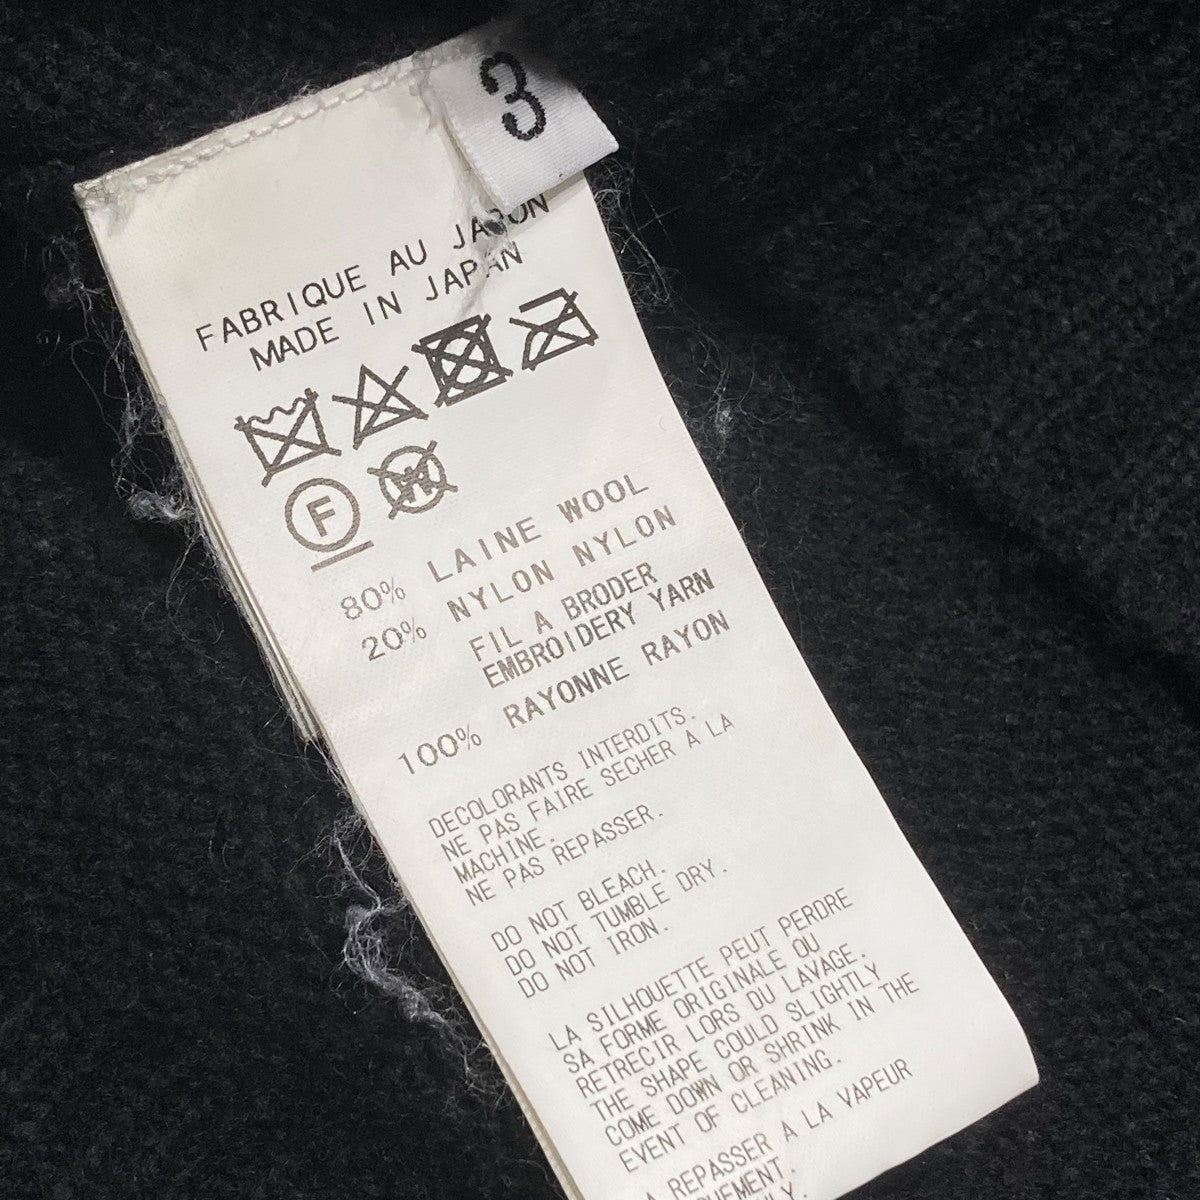 3
FABRIQUE AU JAPON
MADE IN JAPAN
F
W
80% LAINE WOOL
20% NYLON NYLON
FIL A BRODER
EMBROIDERY YARN
100% RAYONNE RAYON
DECOLORANTS INTERDITS.
NE PAS FAIRE SECHER A LA
MACHINE.
NE PAS REPASSER.
DO NOT BLEACH.
DO NOT TUMBLE DRY.
DO NOT IRON.
LA SILHOUETTE PEUT PERDRE
SA FORME ORIGINALE OU
RETRECIR LORS DU LAVAGE.
THE SHAPE COULD SLIGHTLY
COME DOWN OR SHRINK IN THE
EVENT OF CLEANING.
REPASSER A LA VAPEUR